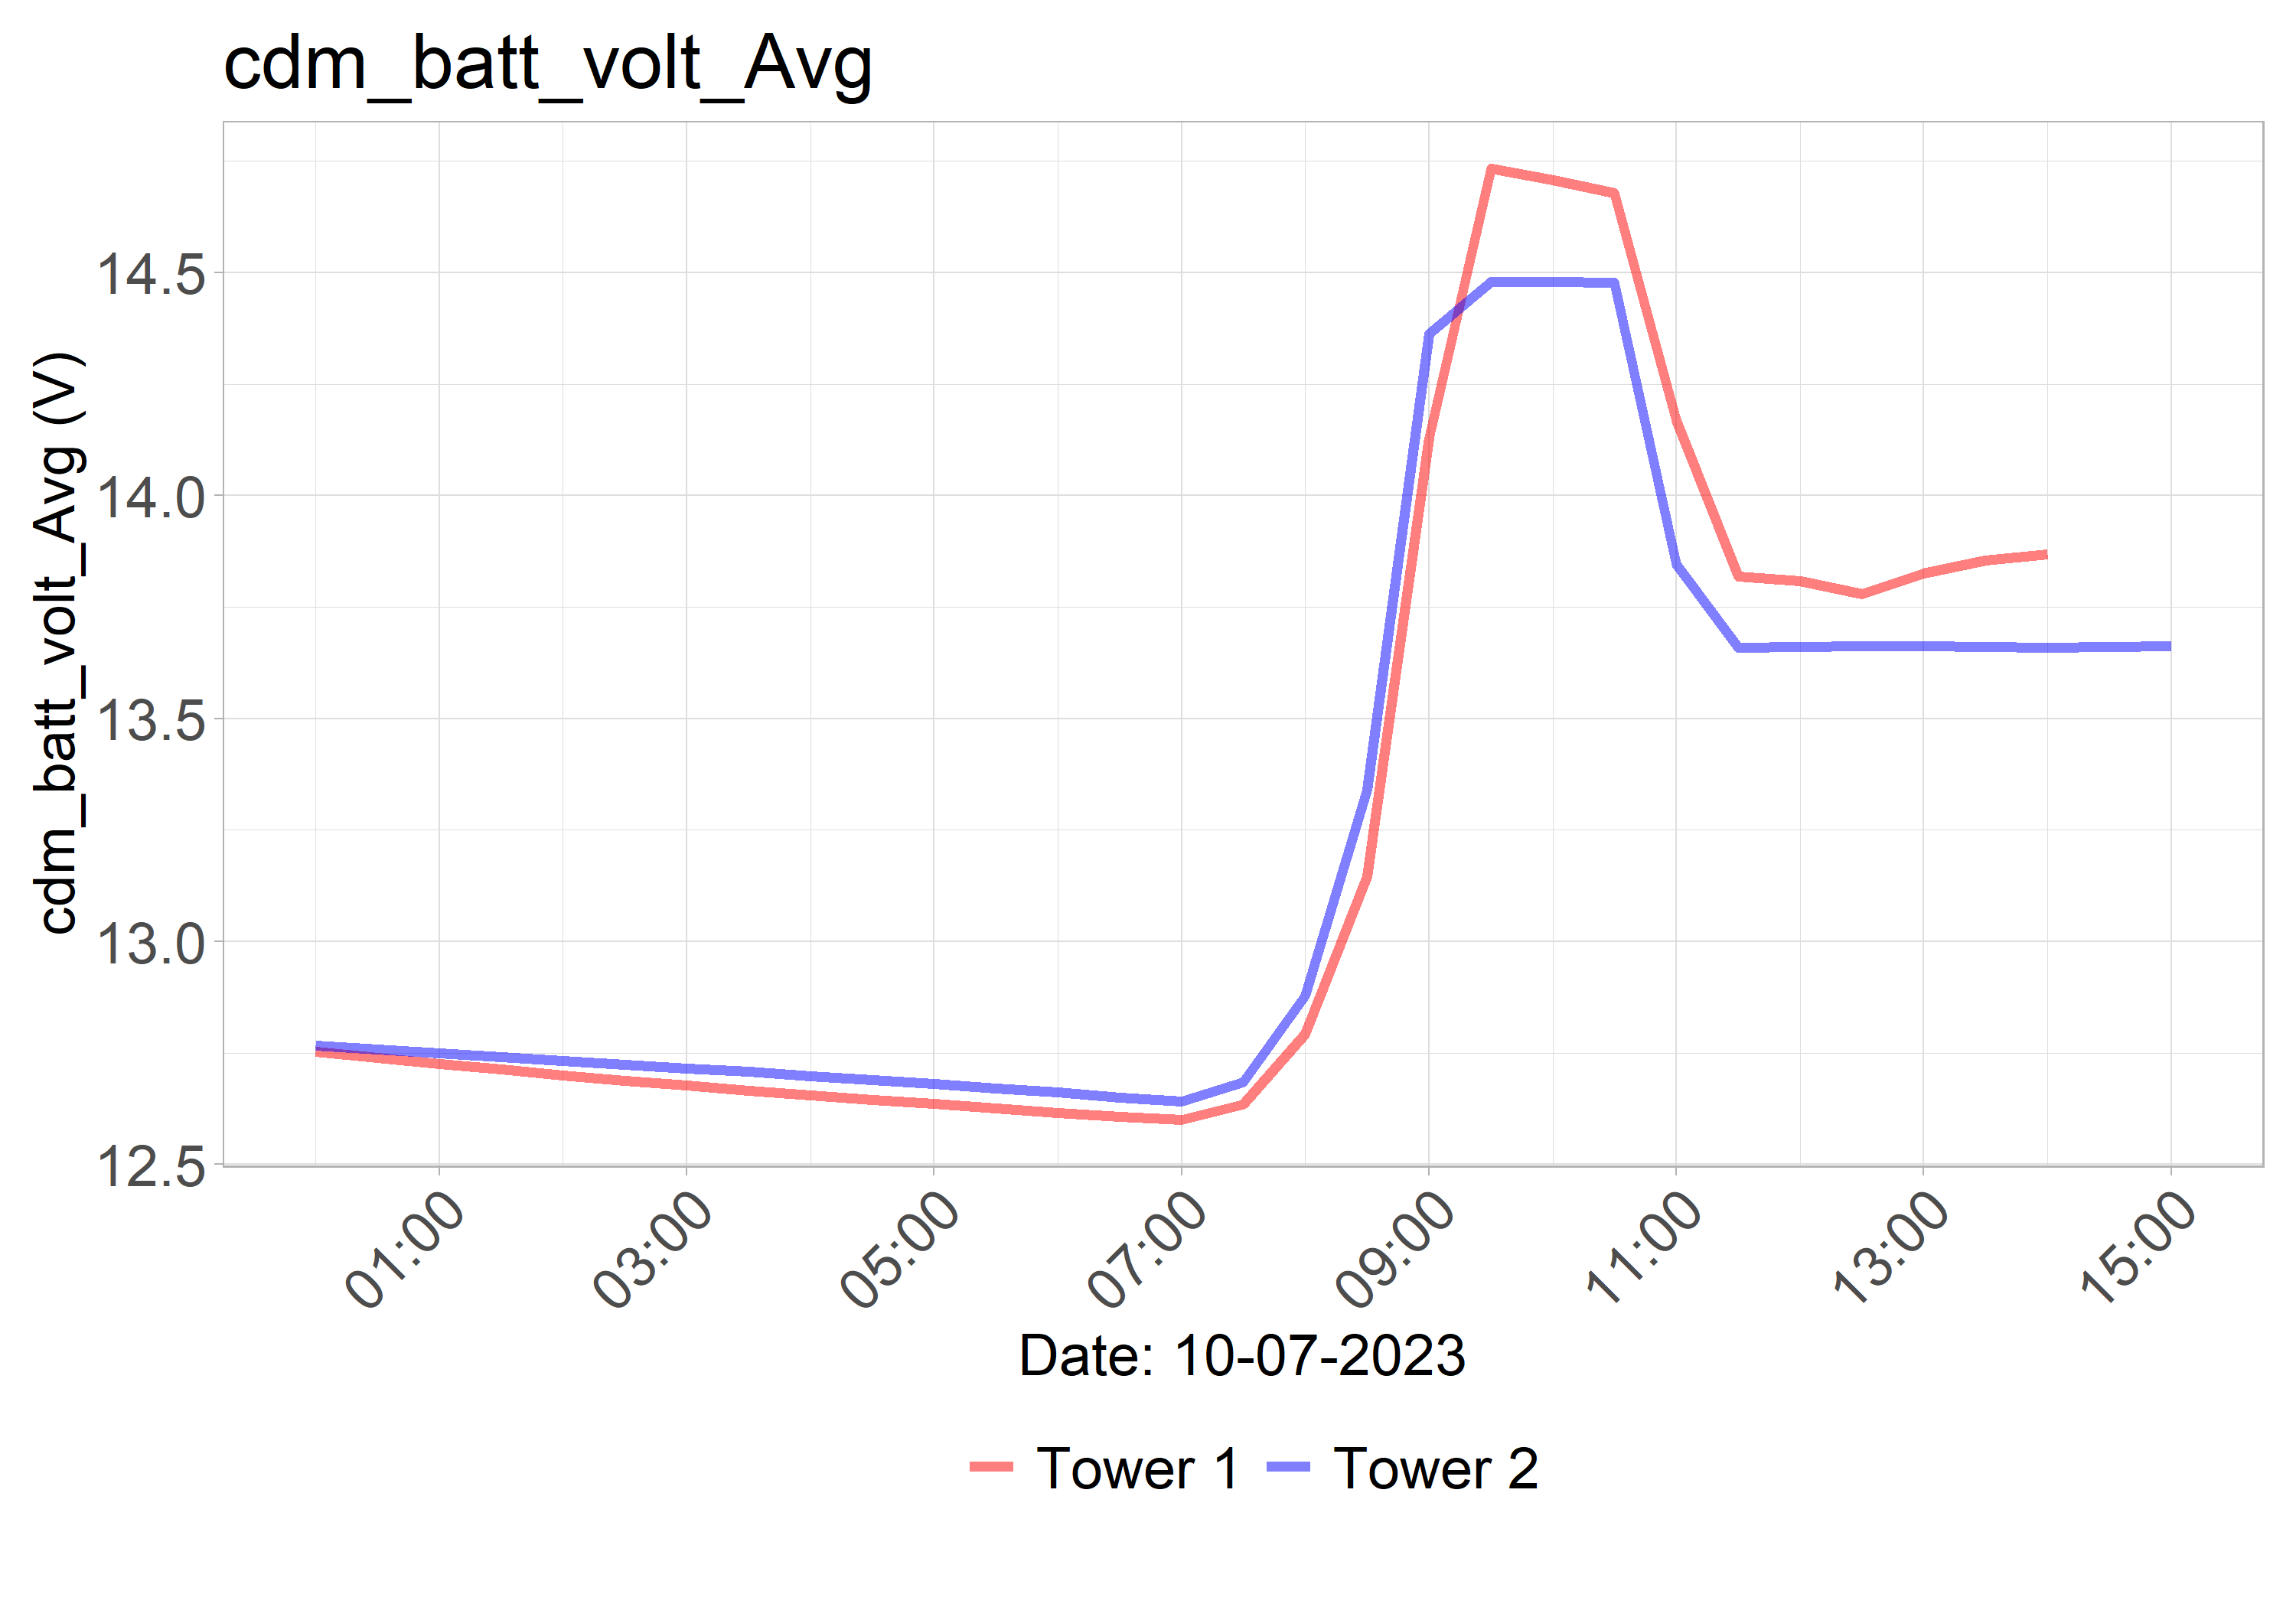 cdm_batt_volt_Avg
cdm_batt_volt_Avg (V)
14.5
14.0
13.5
13.0
12.5
01:00
03:00
05:00
07:00
09:00
11:00
13:00
15:00
Date: 10-07-2023
Tower 1
Tower 2